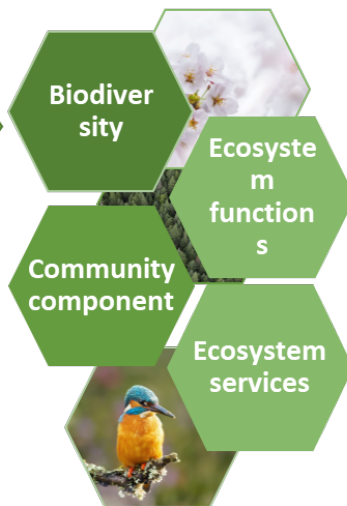 Biodiver
sity
Ecosyste
m
function
s
Community
component
Ecosystem
services